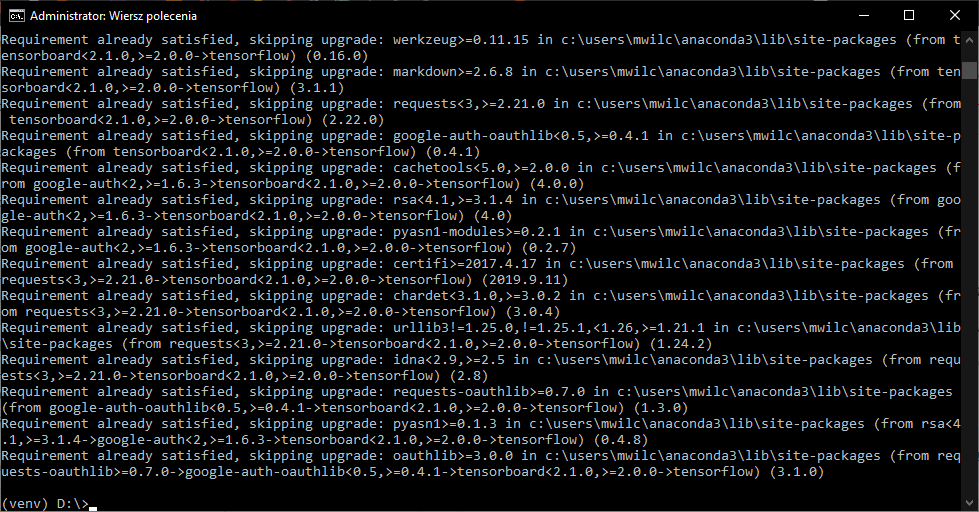 Administrator: Wiersz polecenia
Requirement already satisfied, skipping upgrade: werkzeug>=0.11.15 in c:\users\mwilc\anaconda3\lib\site-packages (from t
ensorboard<2.1.0,>=2.0.0->tensorflow) (0.16.0)
Requirement already satisfied, skipping upgrade: markdown>=2.6.8 in c:\users\mwilc\anaconda3\lib\site-packages (from ten
sorboard<2.1.0,>=2.0.0->tensorflow) (3.1.1)
Requirement already satisfied, skipping upgrade: requests<3,>=2.21.0 in c:\users\mwilc\anaconda3\lib\site-packages (from
 tensorboard<2.1.0,>=2.0.0->tensorflow) (2.22.0)
Requirement already satisfied, skipping upgrade: google-auth-oauthlib<0.5,>=0.4.1 in c:\users\mwilc\anaconda3\lib\site-p
ackages (from tensorboard<2.1.0,>=2.0.0->tensorflow) (0.4.1)
Requirement already satisfied, skipping upgrade: cachetools<5.0,>=2.0.0 in c:\users\mwilc\anaconda3\lib\site-packages (f
rom google-auth<2,>=1.6.3->tensorboard<2.1.0,>=2.0.0->tensorflow) (4.0.0)
Requirement already satisfied, skipping upgrade: rsa<4.1,>=3.1.4 in c:\users\mwilc\anaconda3\lib\site-packages (from goo
gle-auth<2,>=1.6.3->tensorboard<2.1.0,>=2.0.0->tensorflow) (4.0)
Requirement already satisfied, skipping upgrade: pyasn1-modules>=0.2.1 in c:\users\mwilc\anaconda3\lib\site-packages (fr
om google-auth<2,>=1.6.3->tensorboard<2.1.0,>=2.0.0->tensorflow) (0.2.7)
Requirement already satisfied, skipping upgrade: certifi>=2017.4.17 in c:\users\mwilc\anaconda3\lib\site-packages (from
requests<3,>=2.21.0->tensorboard<2.1.0,>=2.0.0->tensorflow) (2019.9.11)
Requirement already satisfied, skipping upgrade: chardet<3.1.0,>=3.0.2 in c:\users\mwilc\anaconda3\lib\site-packages (fr
om requests<3,>=2.21.0->tensorboard<2.1.0,>=2.0.0->tensorflow) (3.0.4)
Requirement already satisfied, skipping upgrade: urllib3!=1.25.0,!=1.25.1,<1.26,>=1.21.1 in c:\users\mwilc\anaconda3\lib
\site-packages (from requests<3,>=2.21.0->tensorboard<2.1.0,>=2.0.0->tensorflow) (1.24.2)
Requirement already satisfied, skipping upgrade: idna<2.9,>=2.5 in c:\users\mwilc\anaconda3\lib\site-packages (from requ
ests<3,>=2.21.0->tensorboard<2.1.0,>=2.0.0->tensorflow) (2.8)
Requirement already satisfied, skipping upgrade: requests-oauthlib>=0.7.0 in c:\users\mwilc\anaconda3\lib\site-packages
(from google-auth-oauthlib<0.5,>=0.4.1->tensorboard<2.1.0,>=2.0.0->tensorflow) (1.3.0)
Requirement already satisfied, skipping upgrade: pyasn1>=0.1.3 in c:\users\mwilc\anaconda3\lib\site-packages (from rsa<4
.1,>=3.1.4->google-auth<2,>=1.6.3->tensorboard<2.1.0,>=2.0.0->tensorflow) (0.4.8)
Requirement already satisfied, skipping upgrade: oauthlib>=3.0.0 in c:\users\mwilc\anaconda3\lib\site-packages (from req
uests-oauthlib>=0.7.0->google-auth-oauthlib<0.5,>=0.4.1->tensorboard<2.1.0,>=2.0.0->tensorflow) (3.1.0)
(venv) D:\>